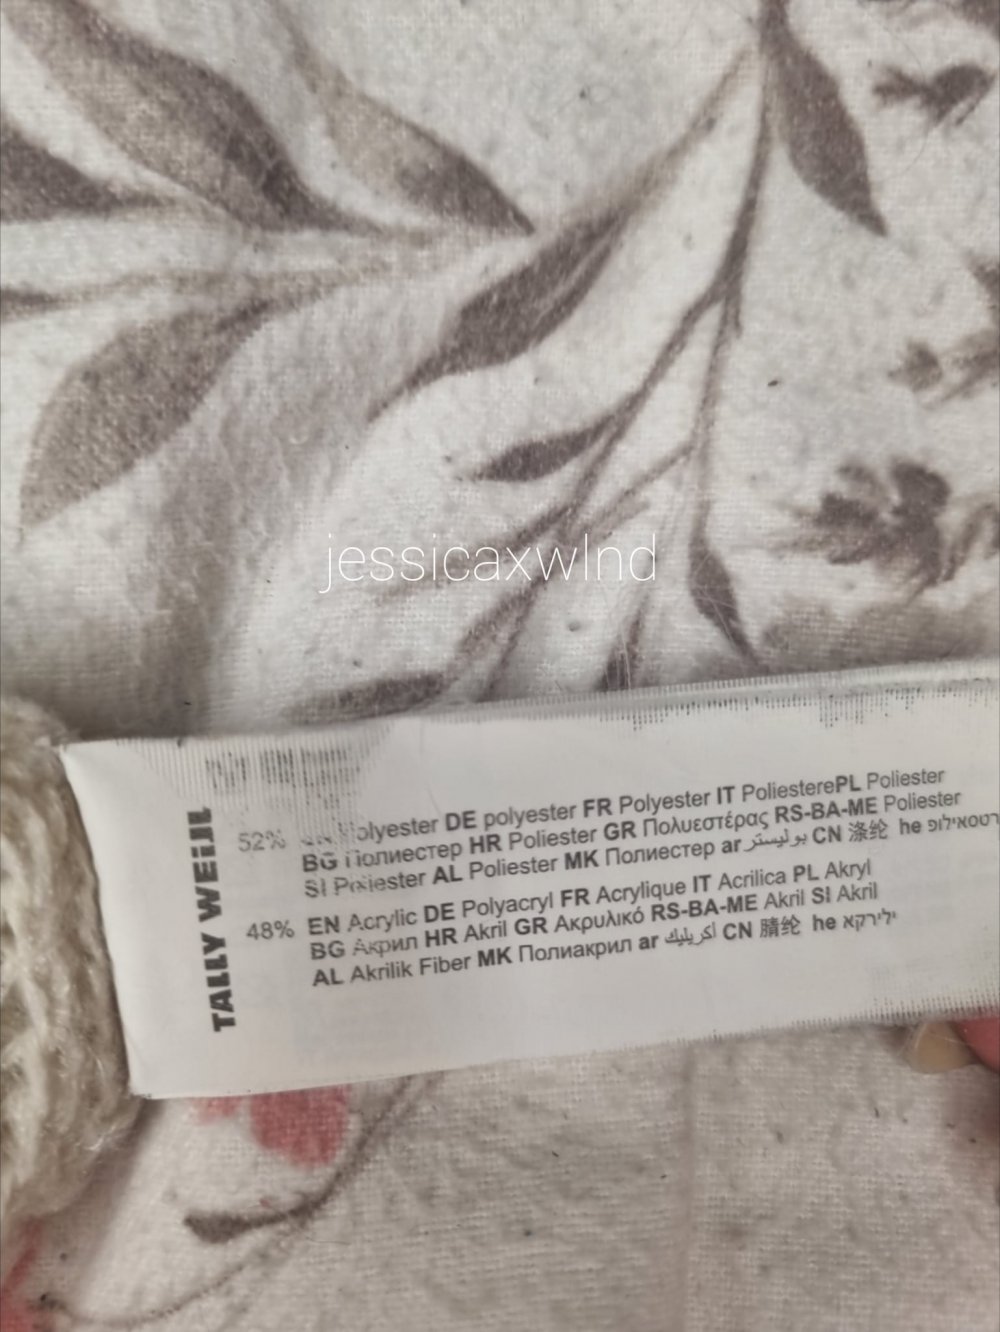 jessicaxwlnd
TALLY WEiJL
52% EN Polyester DE polyester FR Polyester IT PoliesterePL Poliester
BG Полиестер HR Poliester GR Πολυεστέρας RS-BA-ME Poliester
SI Poliester AL Poliester MK Полиестер ar بوليستر CN 涤纶 he
48% EN Acrylic DE Polyacryl FR Acrylique IT Acrilica PL Akryl
BG Акрил HR Akril GR Ακρυλικό RS-BA-ME Akril SI Akril
AL Akrilik Fiber MK Полиакрил ar أكريليك CN 腈纶 he ילירקא